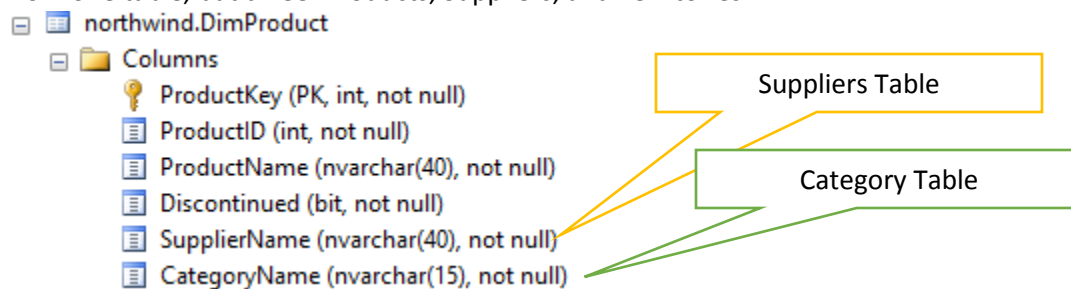 northwind.DimProduct
Columns
ProductKey (PK, int, not null)
ProductID (int, not null)
ProductName (nvarchar(40), not null)
Discontinued (bit, not null)
SupplierName (nvarchar(40), not null)
CategoryName (nvarchar(15), not null)
Suppliers Table
Category Table